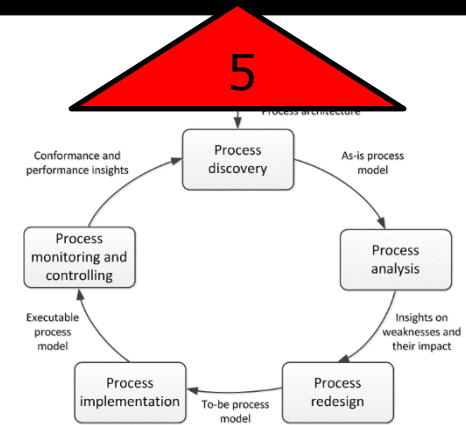 5
Process architecture
Process
discovery
Conformance and
performance insights
As-is process
model
Process
monitoring and
controlling
Process
analysis
Executable
process
model
Insights on
weaknesses and
their impact
Process
implementation
To-be process
model
Process
redesign